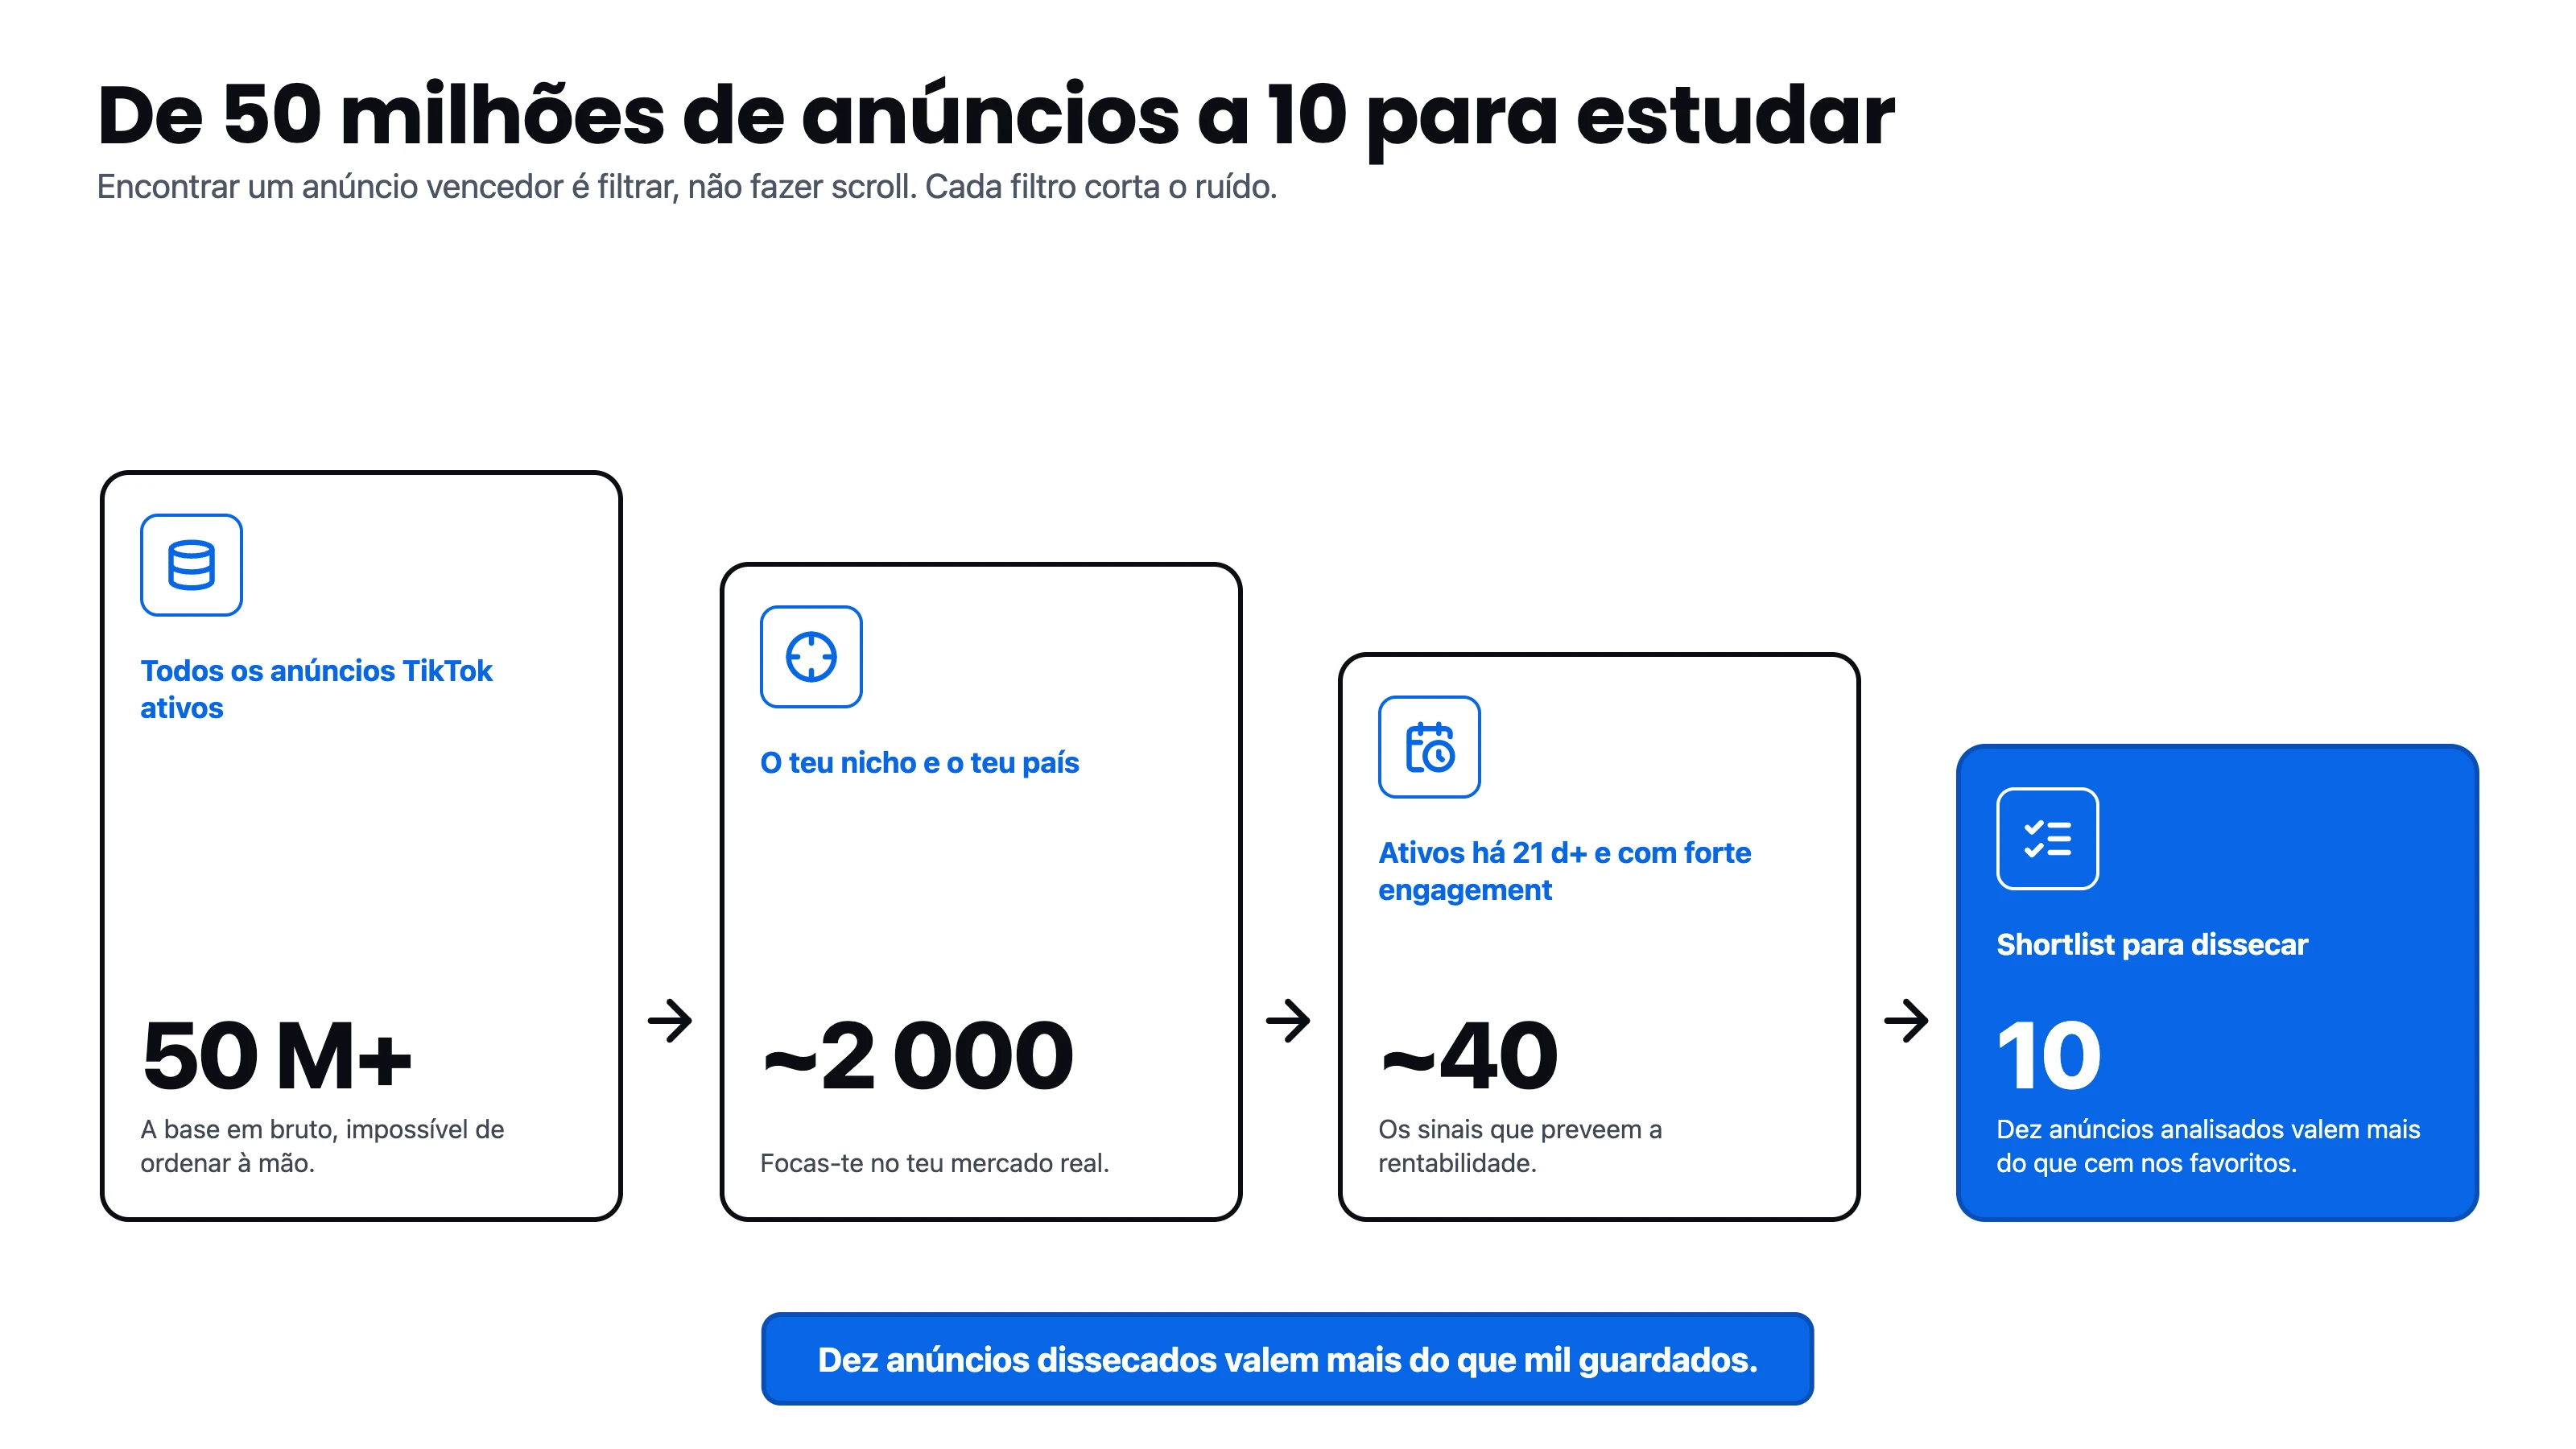 De 50 milhões de anúncios a 10 para estudar
Encontrar um anúncio vencedor é filtrar, não fazer scroll. Cada filtro corta o ruído.
Todos os anúncios TikTok
ativos
50 M+
A base em bruto, impossível de
ordenar à mão.
O teu nicho e o teu país
~2 000
Focas-te no teu mercado real.
Ativos há 21 d+ e com forte
engagement
~40
Os sinais que preveem a
rentabilidade.
Shortlist para dissecar
10
Dez anúncios analisados valem mais
do que cem nos favoritos.
Dez anúncios dissecados valem mais do que mil guardados.